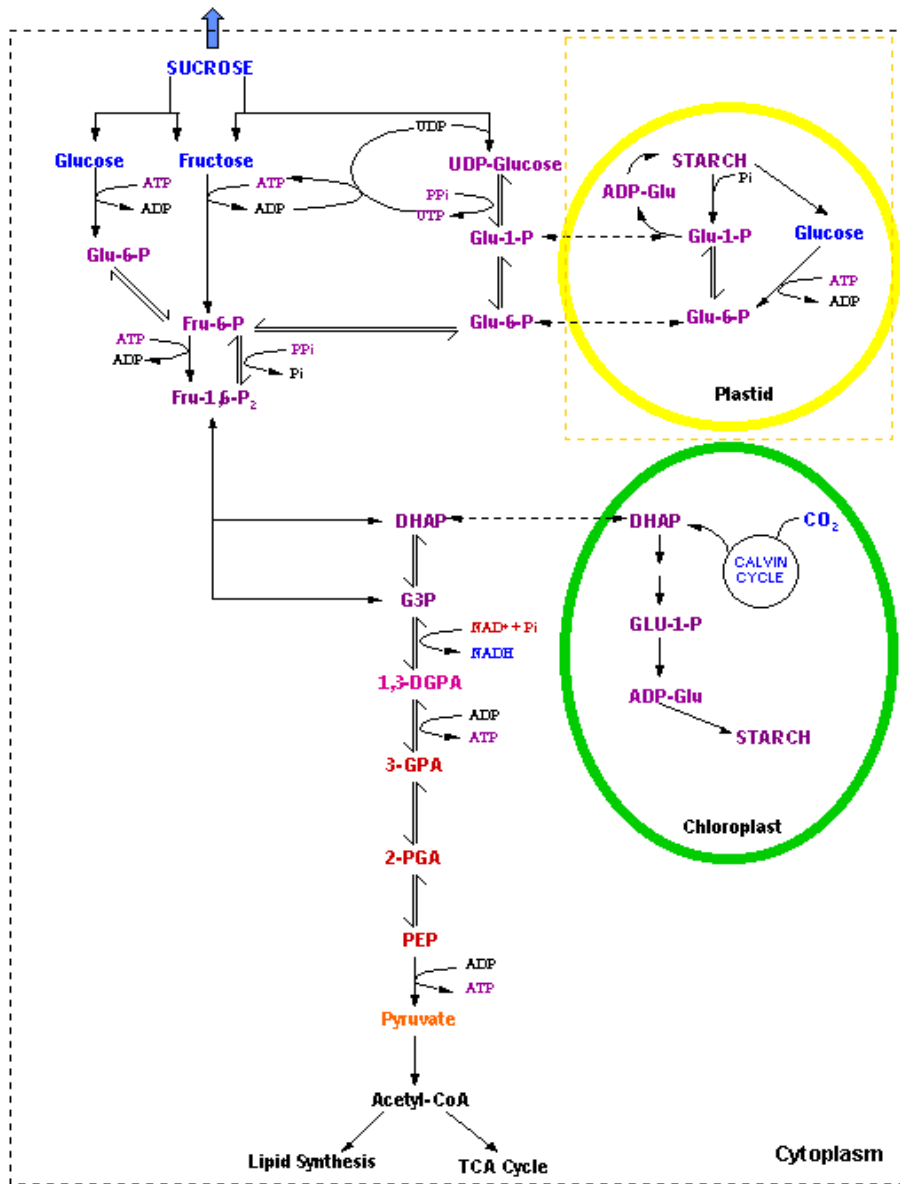 SUCROSE
Glucose
Fructose
UDP
UDP-Glucose
ATP
ADP
ATP
ADP
PPi
UTP
Glu-1-P
Glu-6-P
Fru-6-P
Glu-6-P
ATP
ADP
PPi
Pi
Fru-1,6-P2
STARCH
Pi
ADP-Glu
Glu-1-P
Glucose
ATP
ADP
Glu-6-P
Plastid
DHAP
DHAP
CO2
CALVIN
CYCLE
G3P
GLU-1-P
NAD+ + Pi
NADH
1,3-DGPA
ADP-Glu
ADP
ATP
STARCH
3-GPA
Chloroplast
2-PGA
PEP
ADP
ATP
Pyruvate
Acetyl-CoA
Lipid Synthesis
TCA Cycle
Cytoplasm